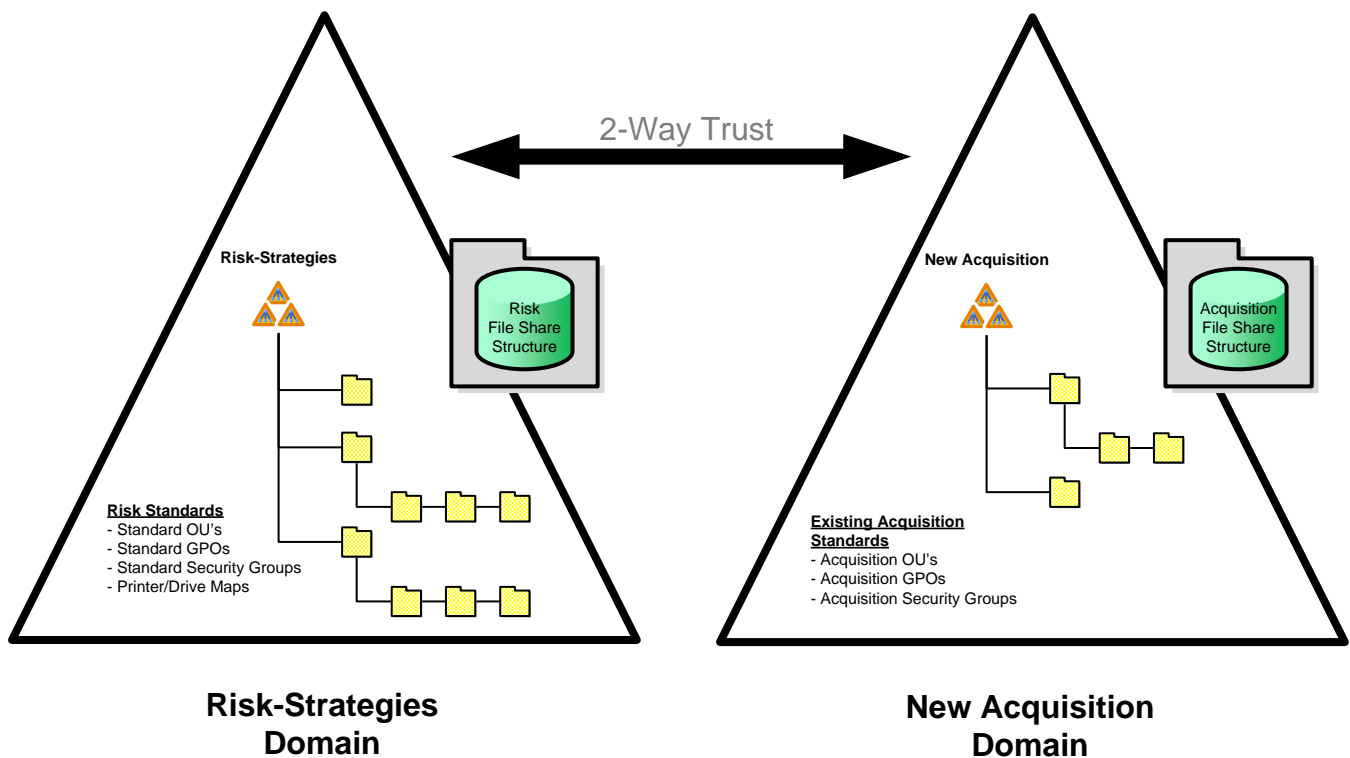 2-Way Trust
Risk-Strategies
Risk
File Share
Structure
Risk Standards
- Standard OU's
- Standard GPOs
- Standard Security Groups
- Printer/Drive Maps
New Acquisition
Acquisition
File Share
Structure
Existing Acquisition
Standards
- Acquisition OU's
- Acquisition GPOs
- Acquisition Security Groups
Risk-Strategies
Domain
New Acquisition
Domain